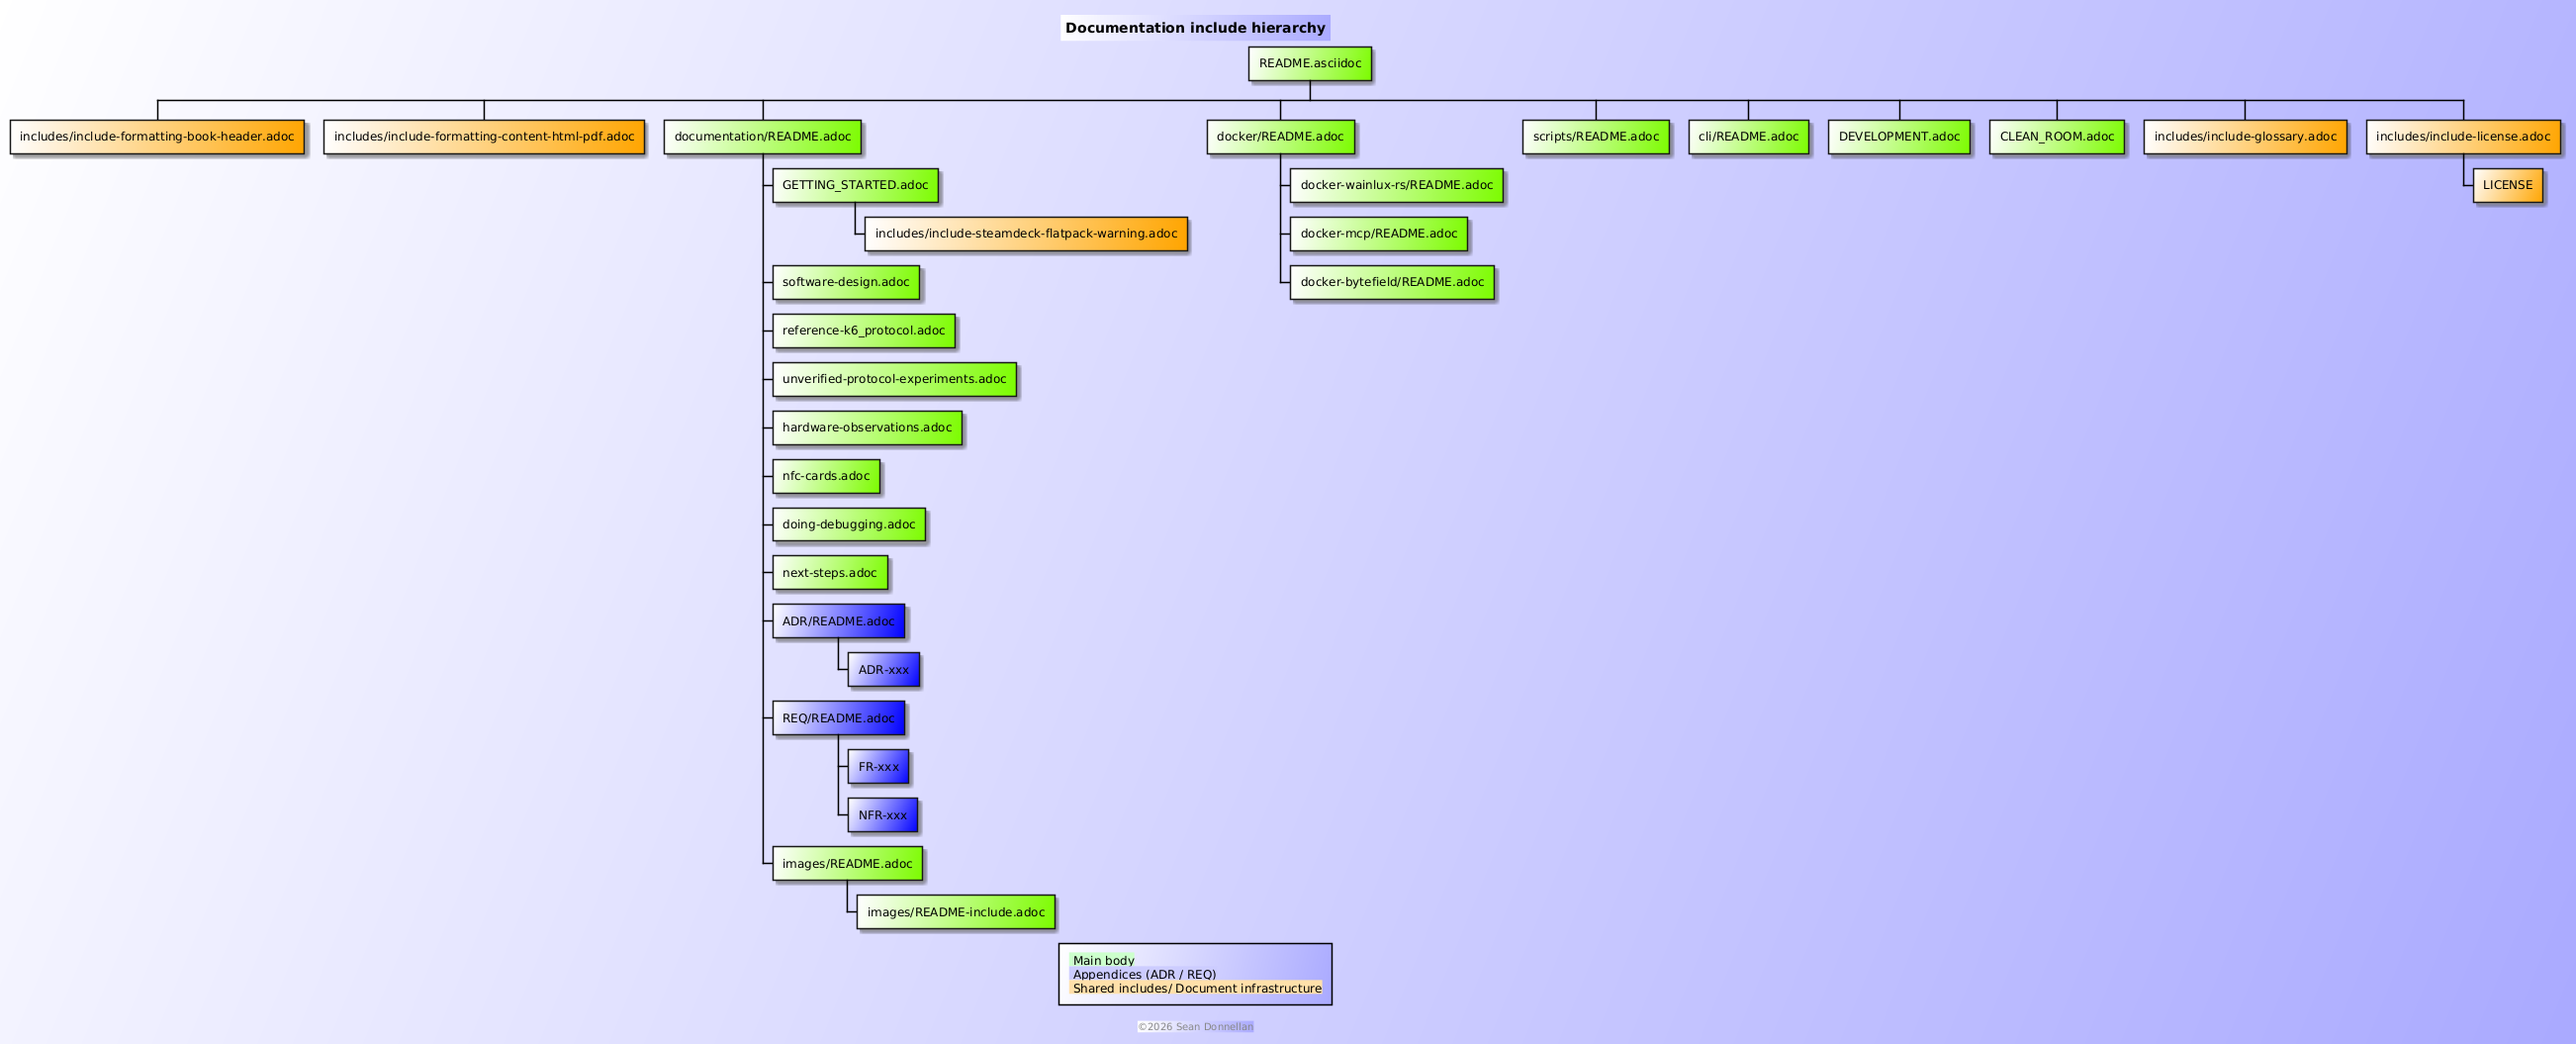 Documentation include hierarchy
README.asciidoc
includes/include-formatting-book-header.adoc
includes/include-formatting-content-html-pdf.adoc
documentation/README.adoc
docker/README.adoc
scripts/README.adoc
cli/README.adoc
DEVELOPMENT.adoc
CLEAN_ROOM.adoc
includes/include-glossary.adoc
includes/include-license.adoc
GETTING_STARTED.adoc
includes/include-steamdeck-flatpack-warning.adoc
software-design.adoc
reference-k6_protocol.adoc
unverified-protocol-experiments.adoc
hardware-observations.adoc
nfc-cards.adoc
doing-debugging.adoc
next-steps.adoc
ADR/README.adoc
ADR-xxx
REQ/README.adoc
FR-xxx
NFR-xxx
images/README.adoc
images/README-include.adoc
docker-wainlux-rs/README.adoc
docker-mcp/README.adoc
docker-bytefield/README.adoc
LICENSE
Main body
Appendices (ADR / REQ)
Shared includes/ Document infrastructure
©2026 Sean Donnellan